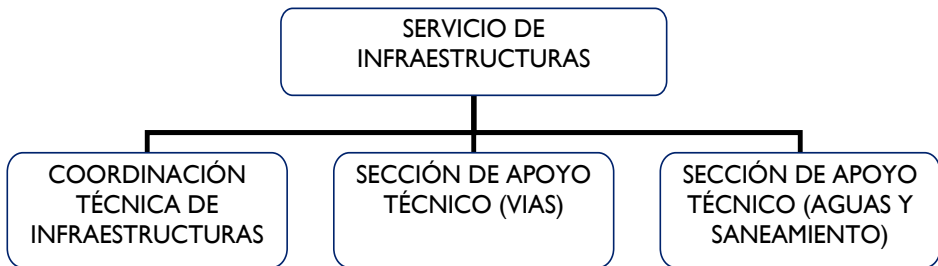 SERVICIO DE
INFRAESTRUCTURAS
COORDINACIÓN
TÉCNICA DE
INFRAESTRUCTURAS
SECCIÓN DE APOYO
TÉCNICO (VIAS)
SECCIÓN DE APOYO
TÉCNICO (AGUAS Y
SANEAMIENTO)